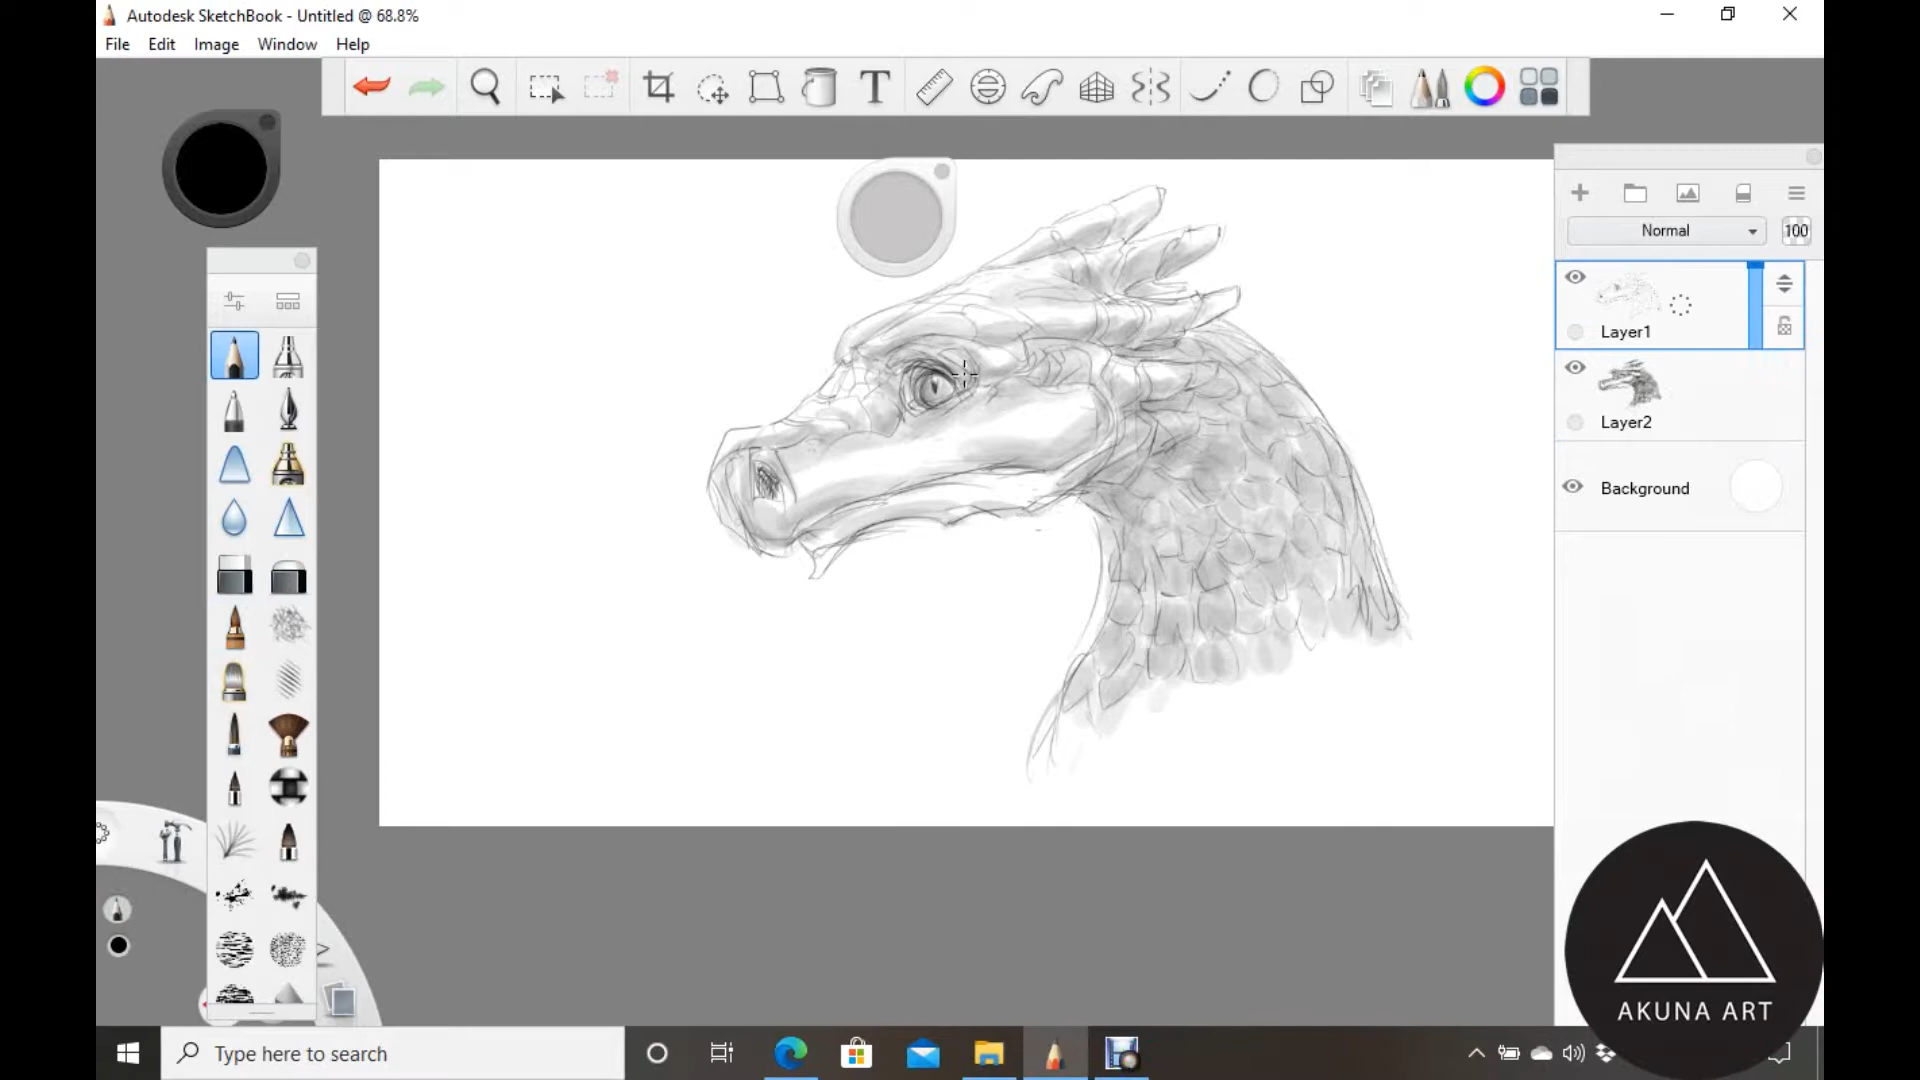 Autodesk SketchBook - Untitled @ 68.8%
File Edit Image Window Help
T
Normal 100
Layer1
Layer2
Background
AKUNA ART
Type here to search